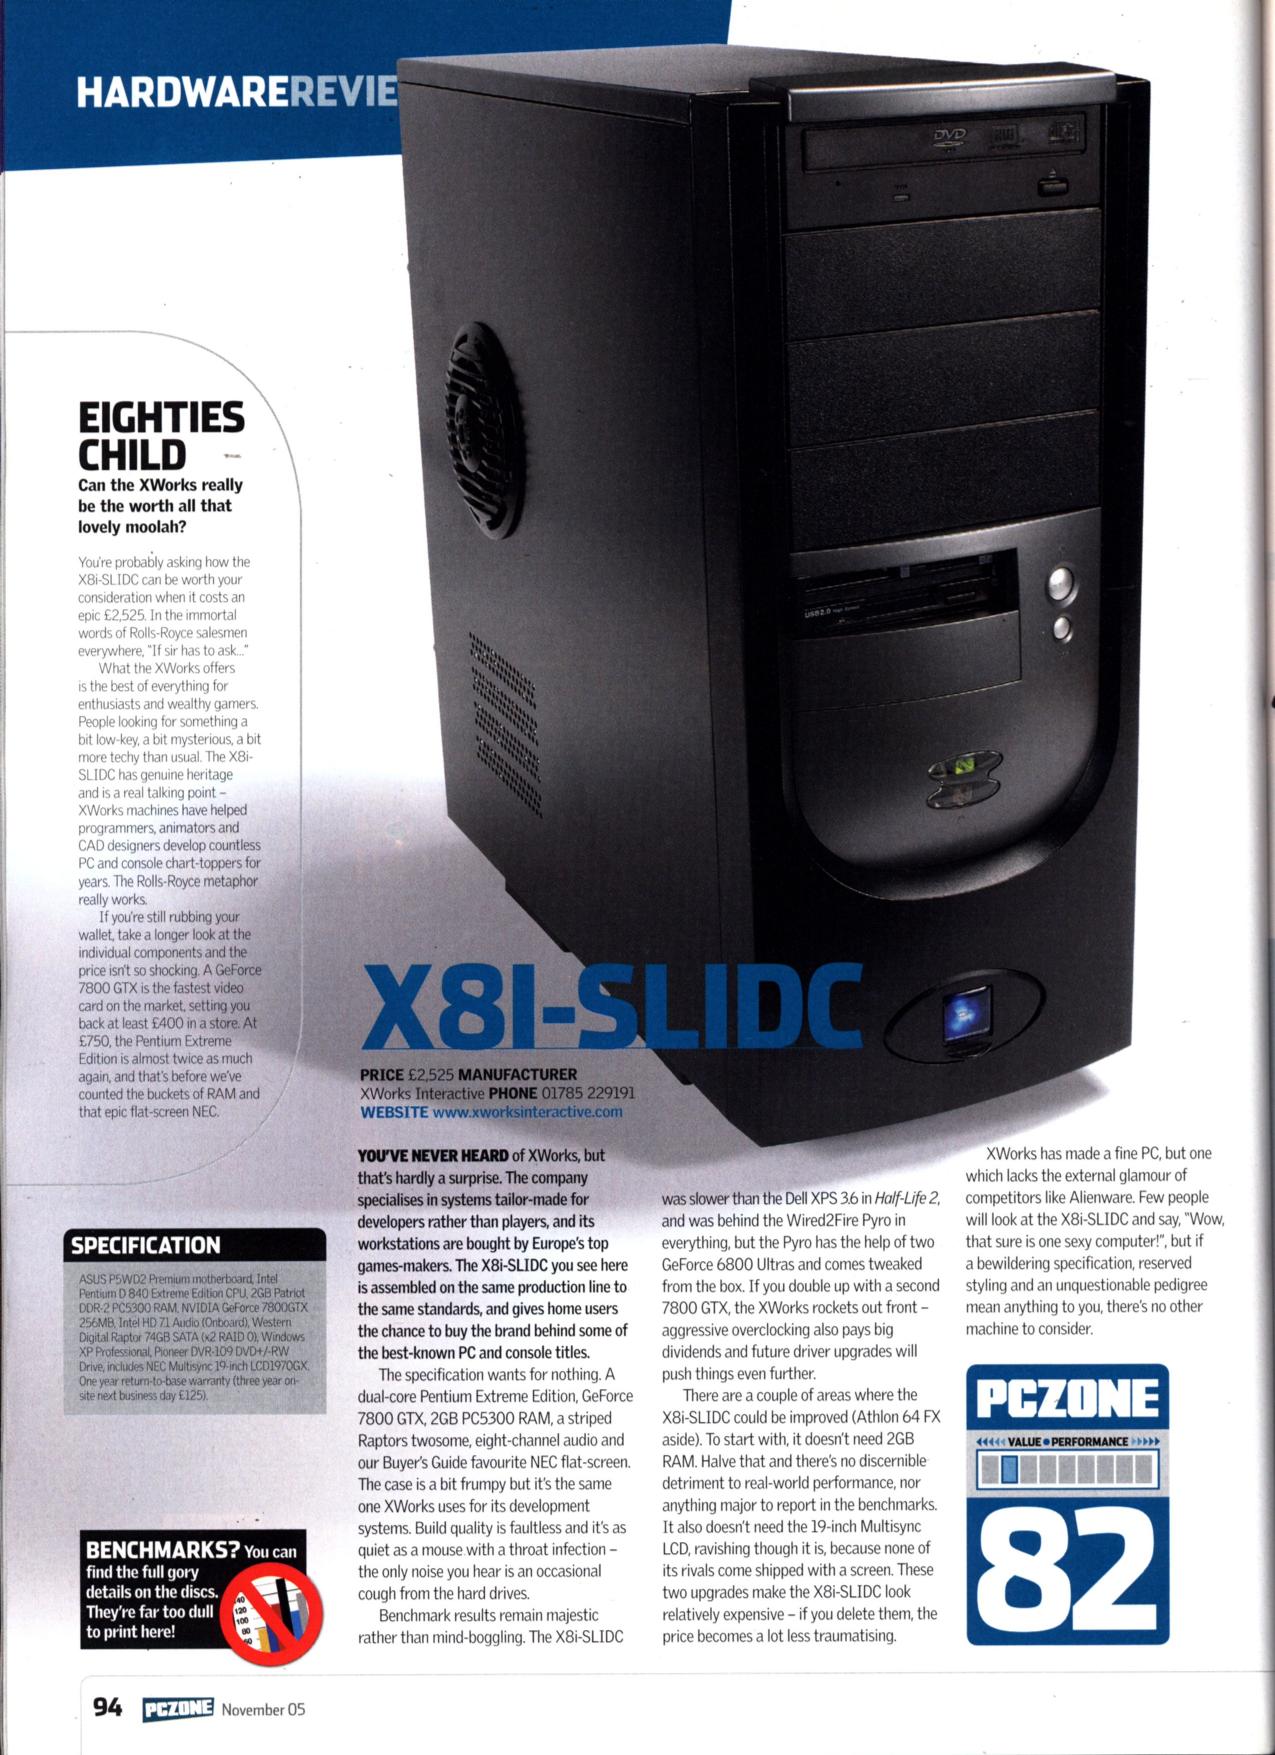 HARDWAREREVIE
DVD
USB2.0 High Speed
EIGHTIES
CHILD
Can the XWorks really
be the worth all that
lovely moolah?
You're probably asking how the
X8i-SLIDC can be worth your
consideration when it costs an
epic £2,525. In the immortal
words of Rolls-Royce salesmen
everywhere, "If sir has to ask..."
What the XWorks offers
is the best of everything for
enthusiasts and wealthy gamers.
People looking for something a
bit low-key, a bit mysterious, a bit
more techy than usual. The X8i-
SLIDC has genuine heritage
and is a real talking point –
XWorks machines have helped
programmers, animators and
CAD designers develop countless
PC and console chart-toppers for
years. The Rolls-Royce metaphor
really works.
If you're still rubbing your
wallet, take a longer look at the
individual components and the
price isn't so shocking. A GeForce
7800 GTX is the fastest video
card on the market, setting you
back at least £400 in a store. At
£750, the Pentium Extreme
Edition is almost twice as much
again, and that's before we've
counted the buckets of RAM and
that epic flat-screen NEC.
SPECIFICATION
ASUS P5WD2 Premium motherboard, Intel
Pentium D 840 Extreme Edition CPU, 2GB Patriot
DDR-2 PC5300 RAM, NVIDIA GeForce 7800GTX
256MB, Intel HD 7.1 Audio (Onboard), Western
Digital Raptor 74GB SATA (x2 RAID 0), Windows
XP Professional, Pioneer DVR-109 DVD+/-RW
Drive, includes NEC Multisync 19-inch LCD1970GX.
One year return-to-base warranty (three year on-
site next business day £125).
BENCHMARKS? You can
find the full gory
details on the discs.
They're far too dull
to print here!
140
120
100
80
60
X8I-SLIDC
PRICE £2,525 MANUFACTURER
XWorks Interactive PHONE 01785 229191
WEBSITE www.xworksinteractive.com
YOU'VE NEVER HEARD of XWorks, but
that's hardly a surprise. The company
specialises in systems tailor-made for
developers rather than players, and its
workstations are bought by Europe's top
games-makers. The X8i-SLIDC you see here
is assembled on the same production line to
the same standards, and gives home users
the chance to buy the brand behind some of
the best-known PC and console titles.
The specification wants for nothing. A
dual-core Pentium Extreme Edition, GeForce
7800 GTX, 2GB PC5300 RAM, a striped
Raptors twosome, eight-channel audio and
our Buyer's Guide favourite NEC flat-screen.
The case is a bit frumpy but it's the same
one XWorks uses for its development
systems. Build quality is faultless and it's as
quiet as a mouse with a throat infection –
the only noise you hear is an occasional
cough from the hard drives.
Benchmark results remain majestic
rather than mind-boggling. The X8i-SLIDC
was slower than the Dell XPS 3.6 in Half-Life 2,
and was behind the Wired2Fire Pyro in
everything, but the Pyro has the help of two
GeForce 6800 Ultras and comes tweaked
from the box. If you double up with a second
7800 GTX, the XWorks rockets out front –
aggressive overclocking also pays big
dividends and future driver upgrades will
push things even further.
There are a couple of areas where the
X8i-SLIDC could be improved (Athlon 64 FX
aside). To start with, it doesn't need 2GB
RAM. Halve that and there's no discernible
detriment to real-world performance, nor
anything major to report in the benchmarks.
It also doesn't need the 19-inch Multisync
LCD, ravishing though it is, because none of
its rivals come shipped with a screen. These
two upgrades make the X8i-SLIDC look
relatively expensive – if you delete them, the
price becomes a lot less traumatising.
XWorks has made a fine PC, but one
which lacks the external glamour of
competitors like Alienware. Few people
will look at the X8i-SLIDC and say, "Wow,
that sure is one sexy computer!", but if
a bewildering specification, reserved
styling and an unquestionable pedigree
mean anything to you, there's no other
machine to consider.
PCZONE
VALUE • PERFORMANCE
82
94 PCZONE November 05